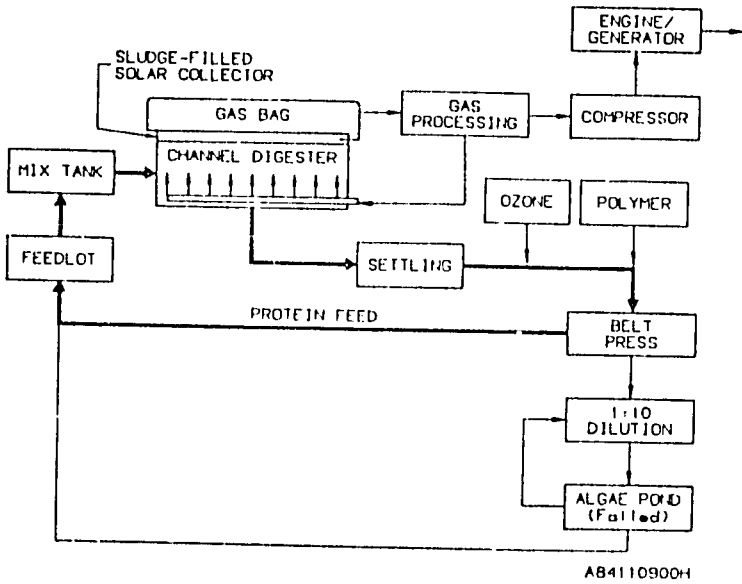 ENGINE/
GENERATOR
SLUDGE-FILLED
SOLAR COLLECTOR
GAS BAG
GAS
PROCESSING
COMPRESSOR
CHANNEL DIGESTER
MIX TANK
OZONE
POLYMER
FEEDLOT
SETTLING
PROTEIN FEED
BELT
PRESS
1:10
DILUTION
ALGAE POND
(Failed)
AB4110900H